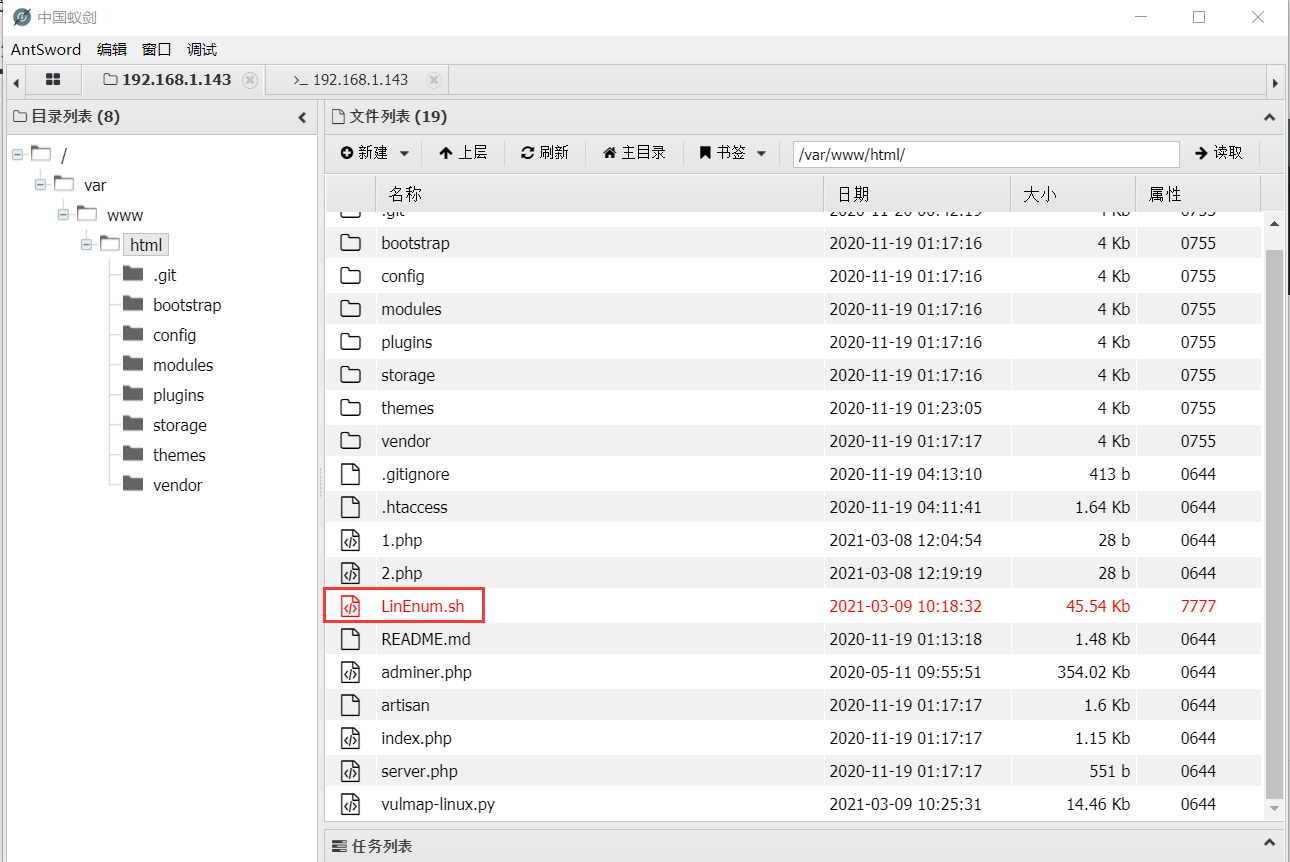 中国蚁剑
AntSword 编辑 窗口 调试
192.168.1.143 >_ 192.168.1.143
目录列表 (8)
/
var
www
html
.git
bootstrap
config
modules
plugins
storage
themes
vendor
文件列表 (19)
新建 上层 刷新 主目录 书签 /var/www/html/ 读取
名称 日期 大小 属性
.git 2020-11-20 00:42:19 4 Kb 0755
bootstrap 2020-11-19 01:17:16 4 Kb 0755
config 2020-11-19 01:17:16 4 Kb 0755
modules 2020-11-19 01:17:16 4 Kb 0755
plugins 2020-11-19 01:17:16 4 Kb 0755
storage 2020-11-19 01:17:16 4 Kb 0755
themes 2020-11-19 01:23:05 4 Kb 0755
vendor 2020-11-19 01:17:17 4 Kb 0755
.gitignore 2020-11-19 04:13:10 413 b 0644
.htaccess 2020-11-19 04:11:41 1.64 Kb 0644
1.php 2021-03-08 12:04:54 28 b 0644
2.php 2021-03-08 12:19:19 28 b 0644
LinEnum.sh 2021-03-09 10:18:32 45.54 Kb 7777
README.md 2020-11-19 01:13:18 1.48 Kb 0644
adminer.php 2020-05-11 09:55:51 354.02 Kb 0644
artisan 2020-11-19 01:17:17 1.6 Kb 0644
index.php 2020-11-19 01:17:17 1.15 Kb 0644
server.php 2020-11-19 01:17:17 551 b 0644
vulmap-linux.py 2021-03-09 10:25:31 14.46 Kb 0644
任务列表